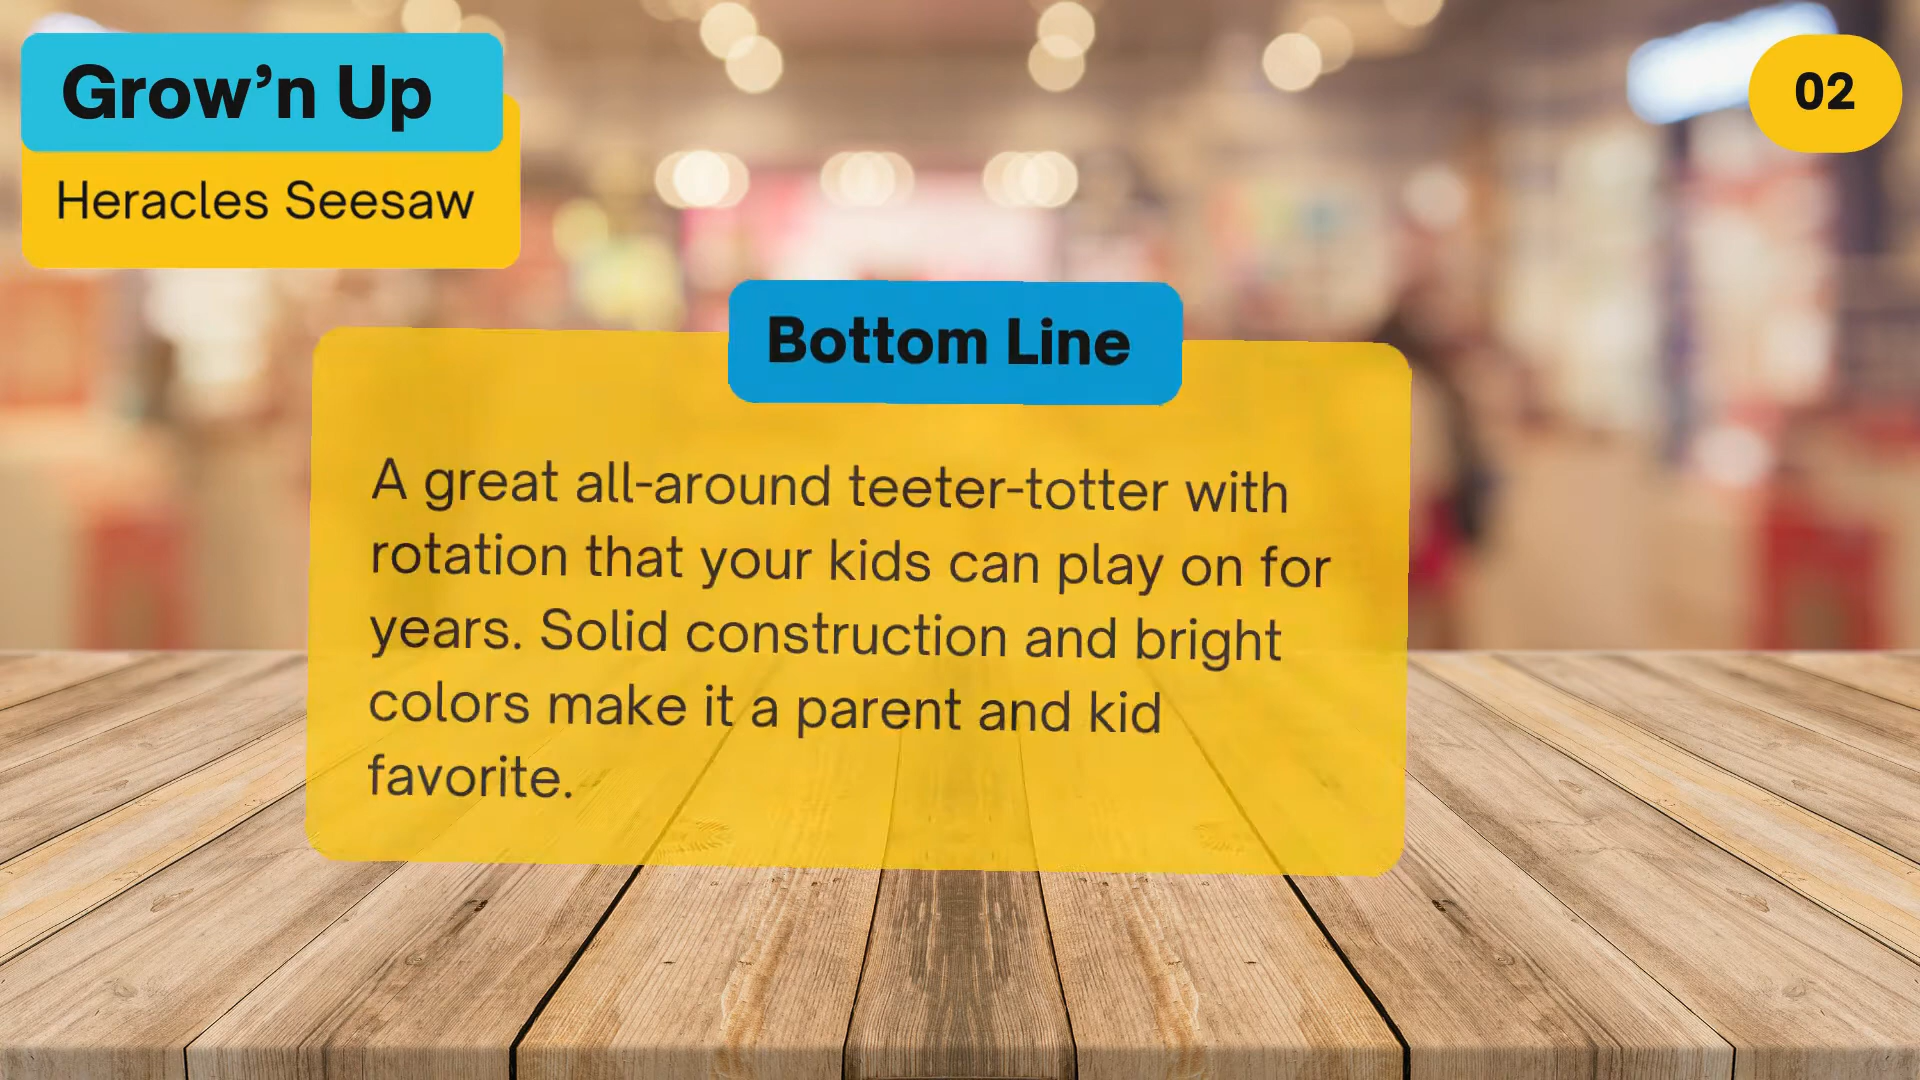 Grow’n Up
Heracles Seesaw
02
Bottom Line
A great all-around teeter-totter with
rotation that your kids can play on for
years. Solid construction and bright
colors make it a parent and kid
favorite.